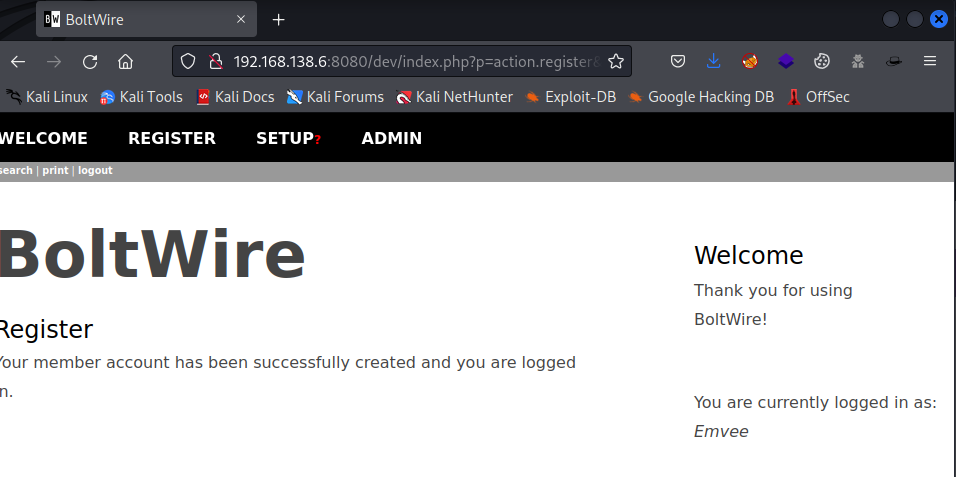 BW BoltWire
192.168.138.6:8080/dev/index.php?p=action.register&
Kali Linux Kali Tools Kali Docs Kali Forums Kali NetHunter Exploit-DB Google Hacking DB OffSec
WELCOME REGISTER SETUP? ADMIN
search | print | logout
BoltWire
Register
Your member account has been successfully created and you are logged
in.
Welcome
Thank you for using
BoltWire!
You are currently logged in as:
Emvee